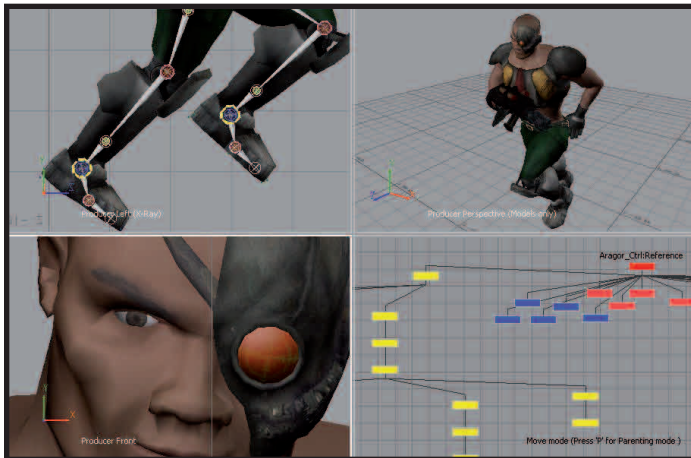 Producer Left (X-Ray)
Producer Perspective (Models-only)
Aragor_Ctrl:Reference
Producer Front
Move mode (Press 'P' for Parenting mode )